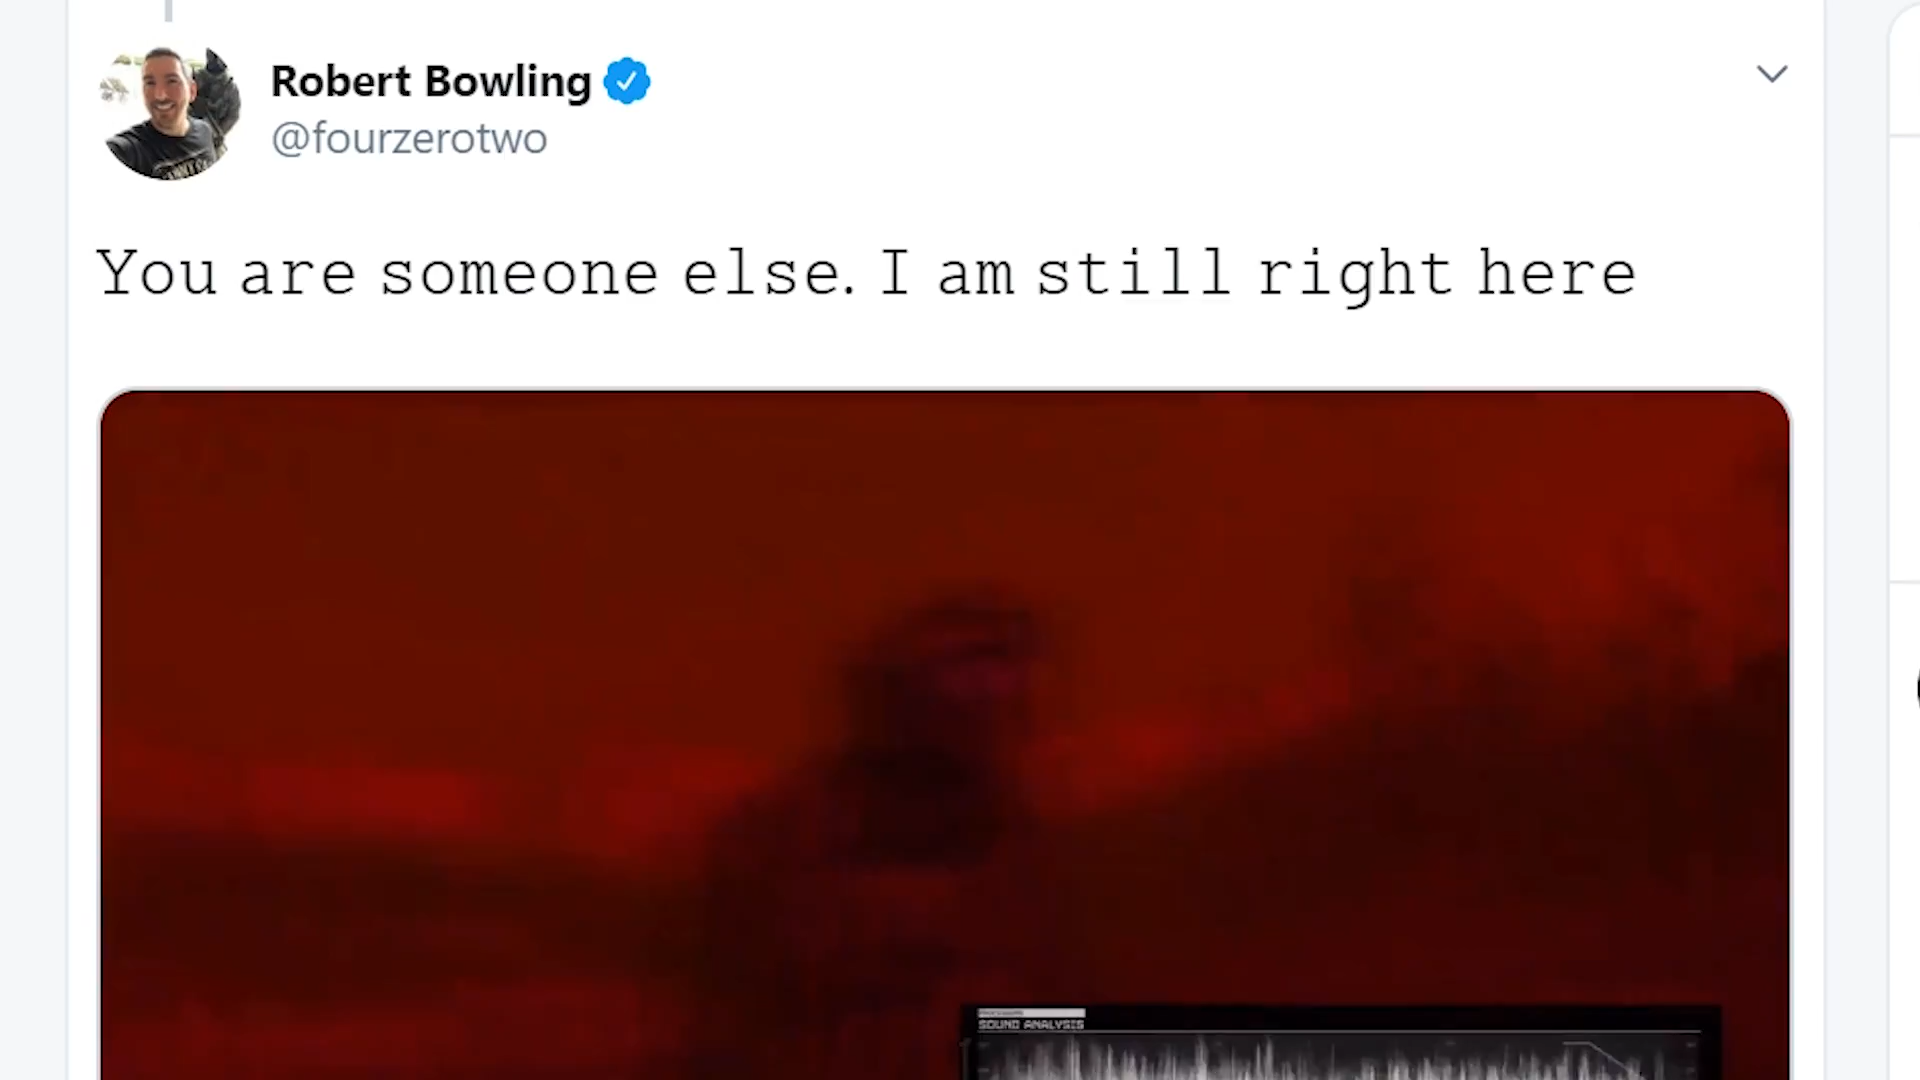 Robert Bowling
@fourzerotwo
You are someone else. I am still right here
SOUND ANALYSIS